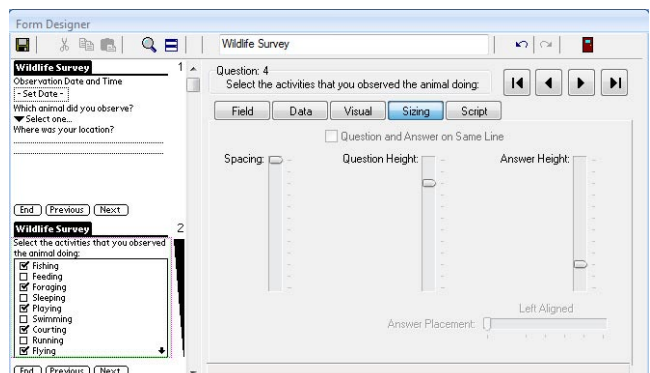 Form Designer
Wildlife Survey
Wildlife Survey 1
Observation Date and Time
- Set Date -
Which animal did you observe?
Select one...
Where was your location?
End Previous Next
Wildlife Survey 2
Select the activities that you observed
the animal doing:
Fishing
Feeding
Foraging
Sleeping
Playing
Swimming
Courting
Running
Flying
End Previous Next
Question: 4
Select the activities that you observed the animal doing:
Field Data Visual Sizing Script
Question and Answer on Same Line
Spacing: Question Height: Answer Height:
Left Aligned
Answer Placement: